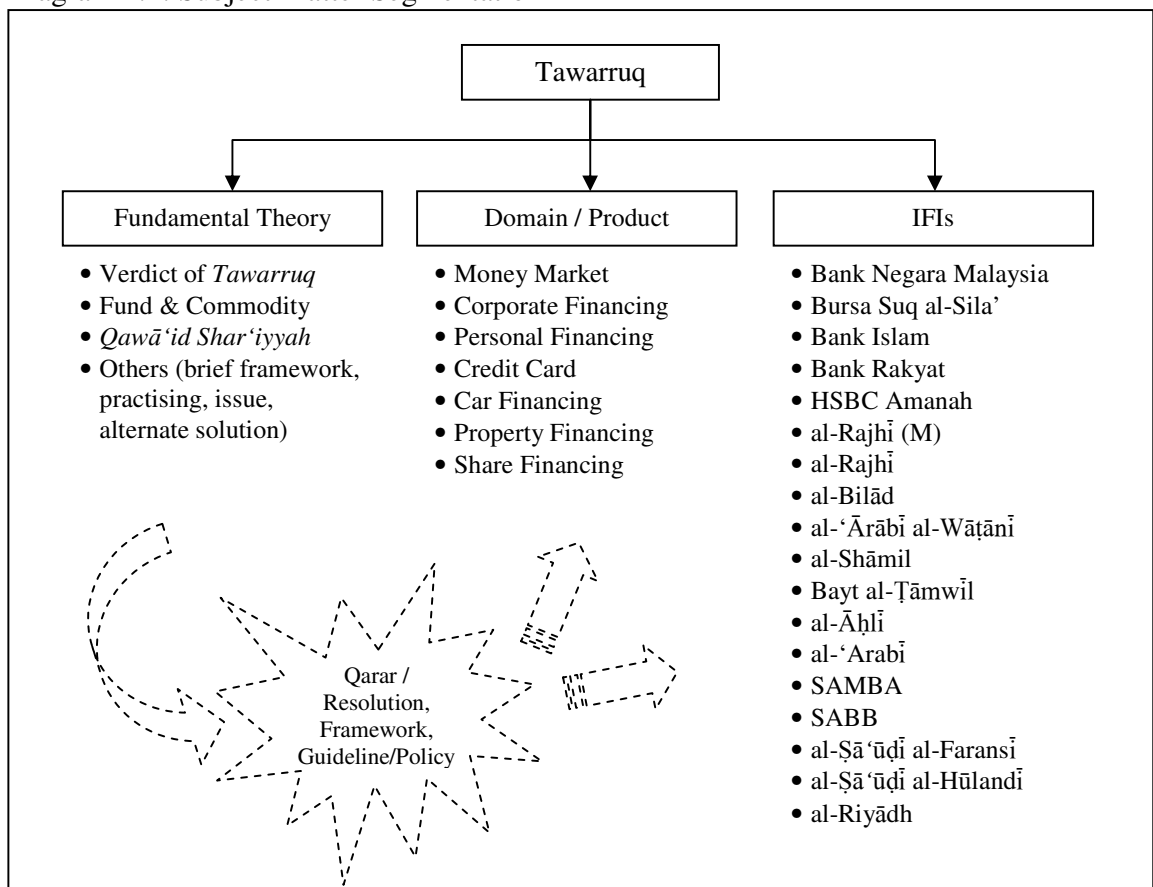 Tawarruq
Fundamental Theory
• Verdict of Tawarruq
• Fund & Commodity
• Qawā‘id Shar‘iyyah
• Others (brief framework,
practising, issue,
alternate solution)
Domain / Product
• Money Market
• Corporate Financing
• Personal Financing
• Credit Card
• Car Financing
• Property Financing
• Share Financing
IFIs
• Bank Negara Malaysia
• Bursa Suq al-Sila’
• Bank Islam
• Bank Rakyat
• HSBC Amanah
• al-Rajhī (M)
• al-Rajhī
• al-Bilād
• al-‘Ārābī al-Wāṭānī
• al-Shāmil
• Bayt al-Ṭāmwīl
• al-Āḥlī
• al-‘Arabī
• SAMBA
• SABB
• al-Ṣā‘ūḍī al-Faransī
• al-Ṣā‘ūḍī al-Hūlandī
• al-Riyādh
Qarar /
Resolution,
Framework,
Guideline/Policy